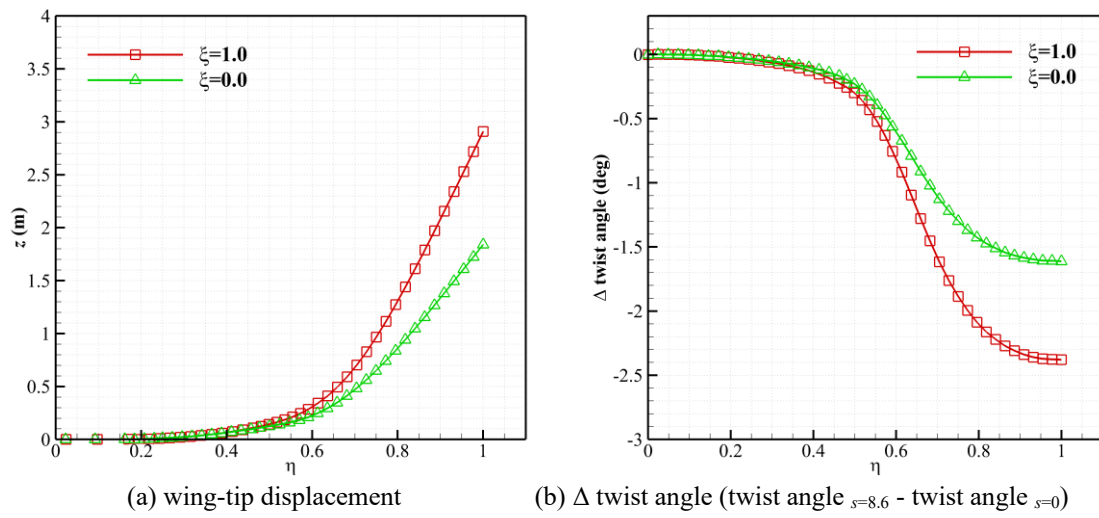 4
3.5
3
2.5
2
1.5
1
0.5
0
z (m)
0
0.2
0.4
0.6
0.8
1
η
ξ=1.0
ξ=0.0
(a) wing-tip displacement
0
-0.5
-1
-1.5
-2
-2.5
-3
Δ twist angle (deg)
0
0.2
0.4
0.6
0.8
1
η
ξ=1.0
ξ=0.0
(b) Δ twist angle (twist angle s=8.6 - twist angle s=0)